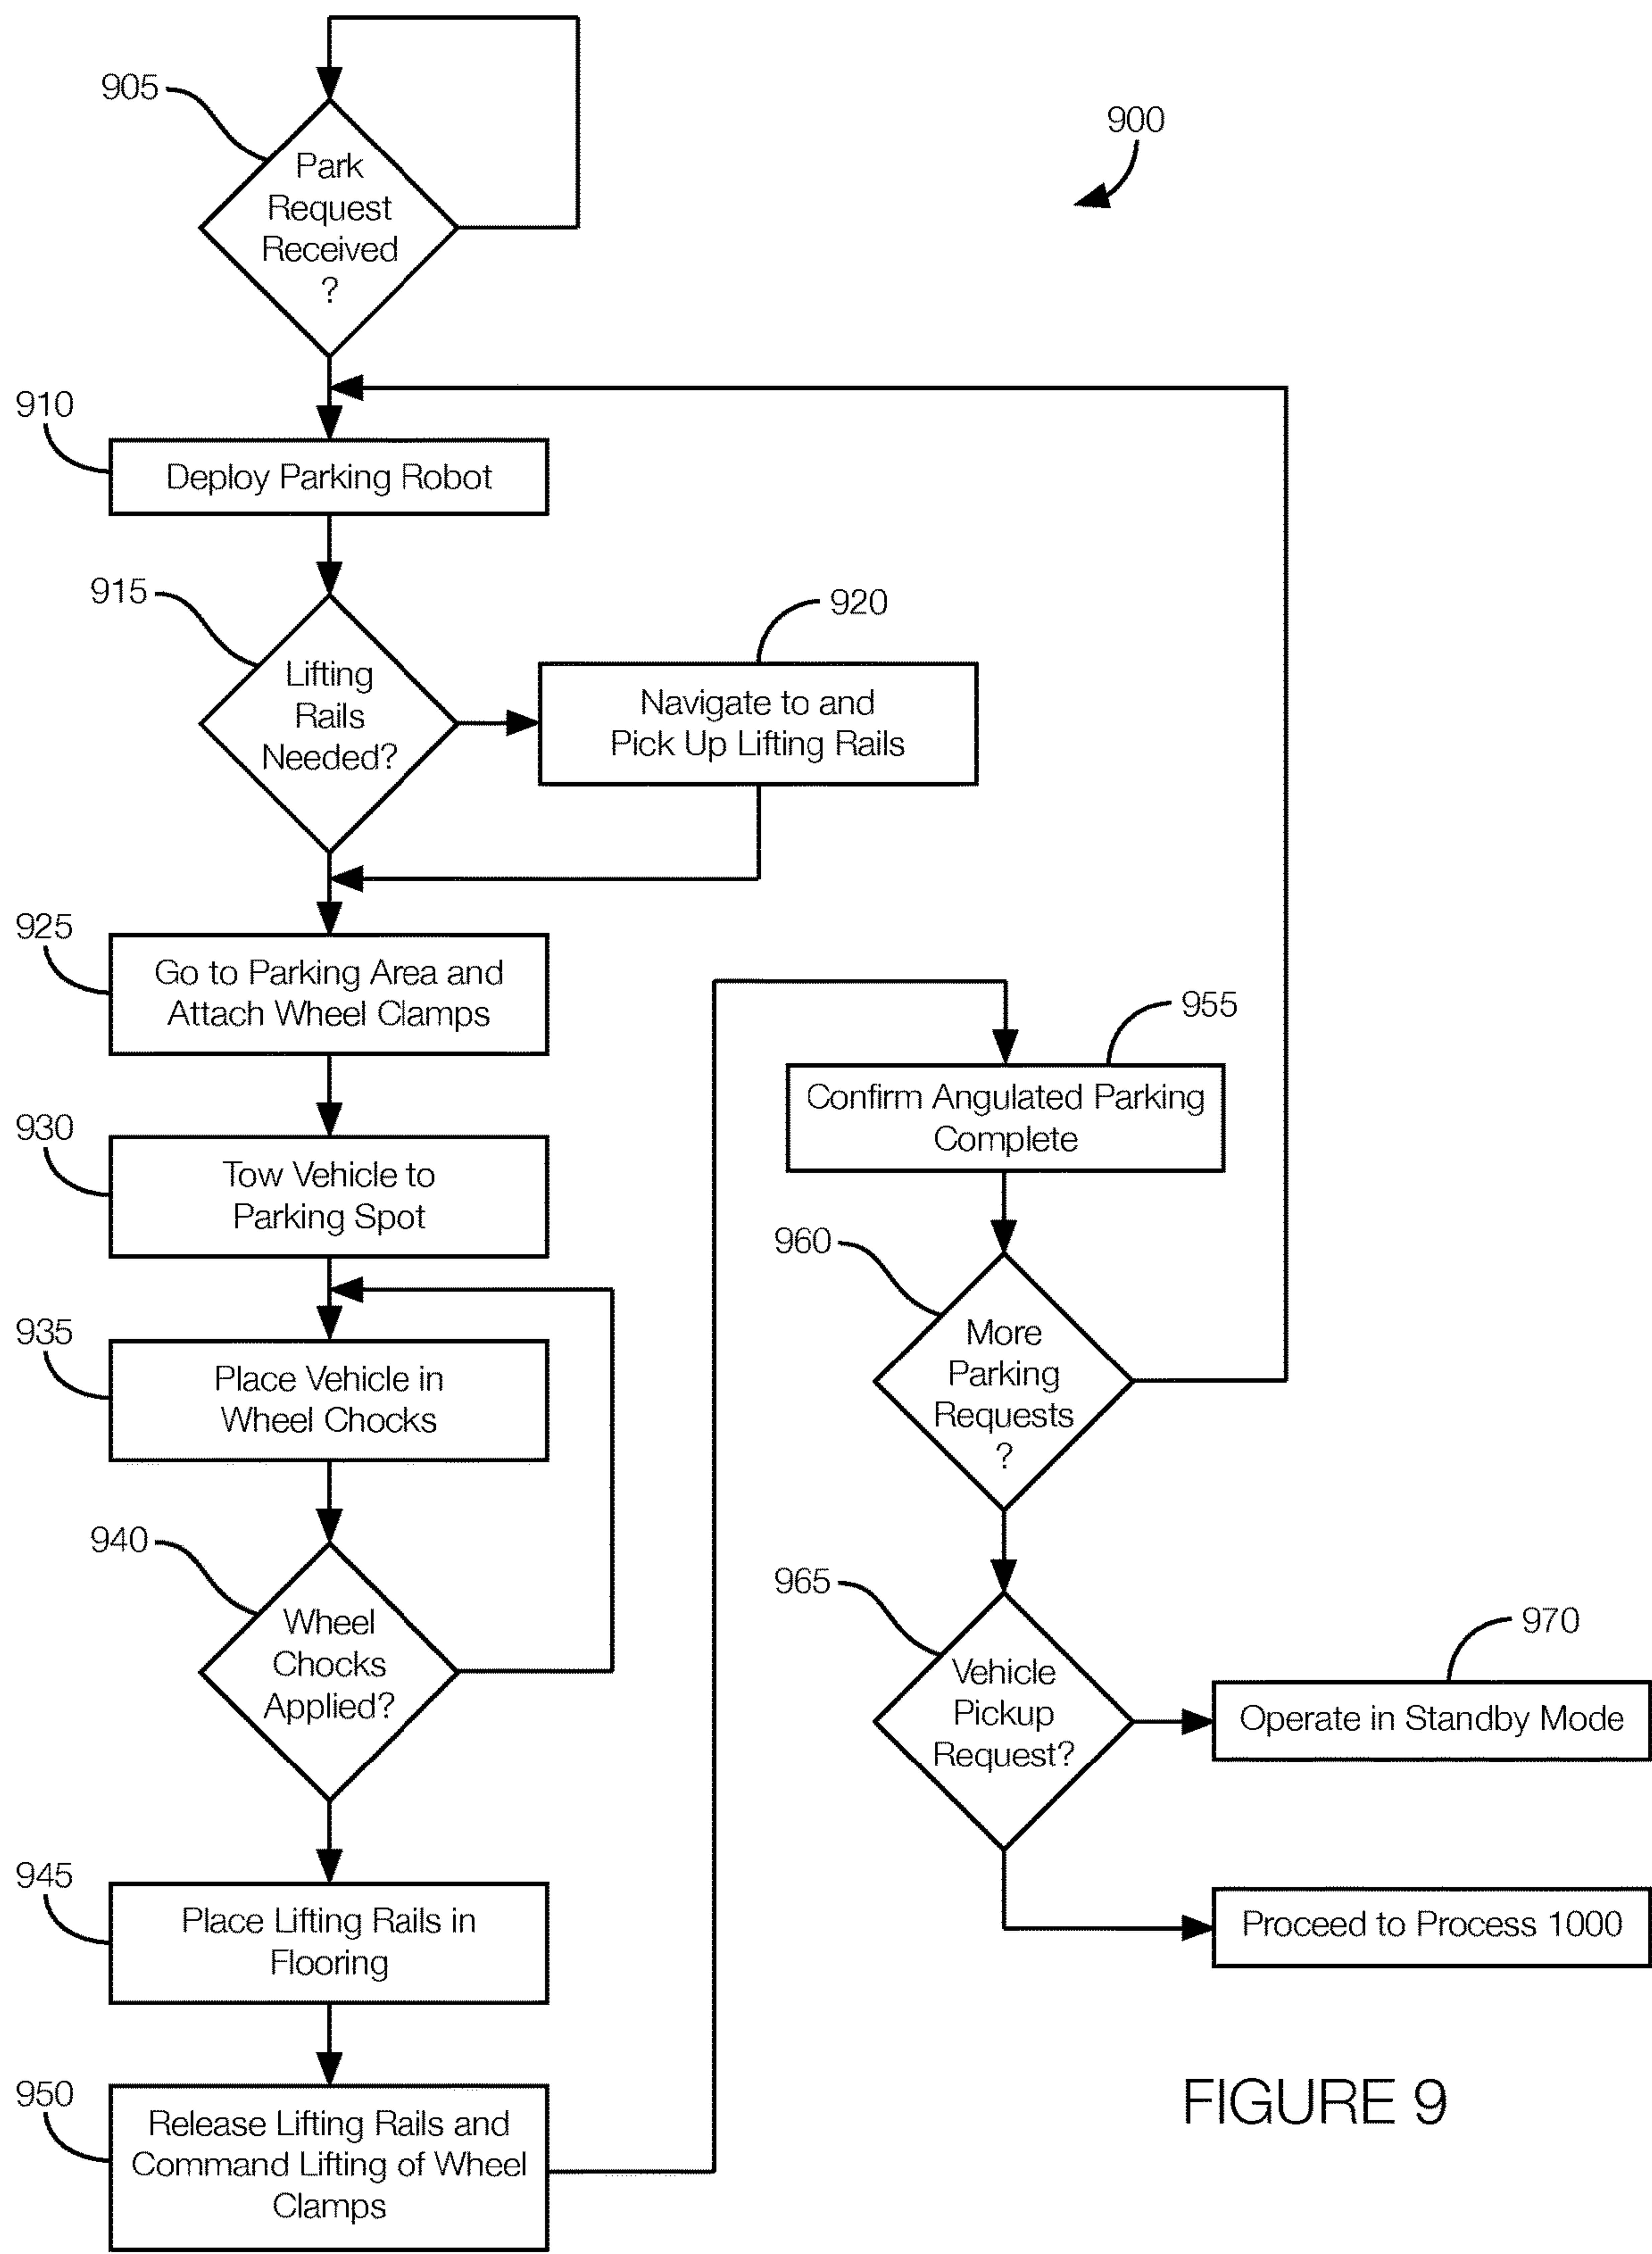 905
Park
Request
Received
?
900
910
Deploy Parking Robot
915
Lifting
Rails
Needed?
920
Navigate to and
Pick Up Lifting Rails
925
Go to Parking Area and
Attach Wheel Clamps
930
Tow Vehicle to
Parking Spot
935
Place Vehicle in
Wheel Chocks
940
Wheel
Chocks
Applied?
945
Place Lifting Rails in
Flooring
950
Release Lifting Rails and
Command Lifting of Wheel
Clamps
955
Confirm Angulated Parking
Complete
960
More
Parking
Requests
?
965
Vehicle
Pickup
Request?
970
Operate in Standby Mode
Proceed to Process 1000
FIGURE 9